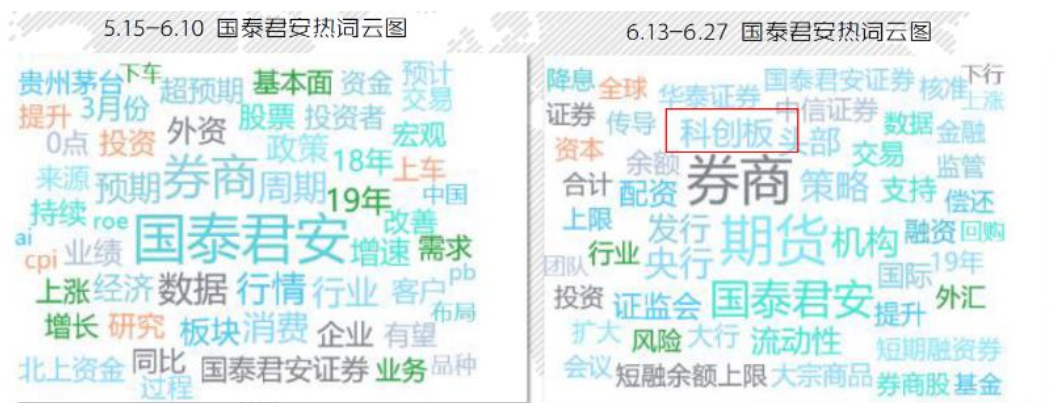 5.15-6.10 国泰君安热词云图
贵州茅台 下车 超预期 基本面 资金 预计
提升 3月份 外资 股票 投资者 交易
0点 投资 政策 18年 宏观
来源 预期 券商 周期 19年 上车 中国
持续 roe 国泰君安 改善
ai cpi 业绩 增速 需求
上涨 经济 数据 行情 行业 客户 pb
增长 研究 板块 消费 企业 有望 布局
北上资金 同比 国泰君安证券 业务 品种
过程
6.13-6.27 国泰君安热词云图
降息 全球 华泰证券 国泰君安证券 核准 下行
证券 传导 科创板 中信证券 数据 上涨
资本 余额 头部 交易 金融
合计 配资 券商 策略 支持 监管
上限 发行 期货 机构 融资 偿还 回购
团队 行业 央行 国际 19年
投资 证监会 国泰君安 提升 外汇
扩大 风险 大行 流动性 短期融资券
会议 短融余额上限 大宗商品 券商股 基金